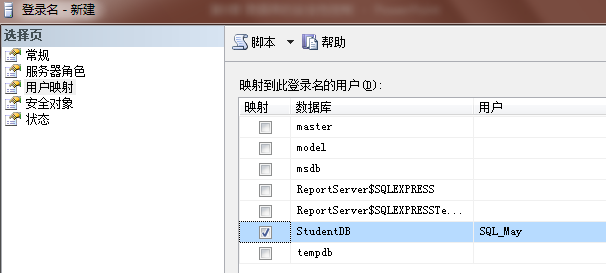 登录名 - 新建
选择页
常规
服务器角色
用户映射
安全对象
状态
脚本 帮助
映射到此登录名的用户(D):
映射 数据库 用户
master
model
msdb
ReportServer$SQLEXPRESS
ReportServer$SQLEXPRESSTe...
StudentDB SQL_May
tempdb